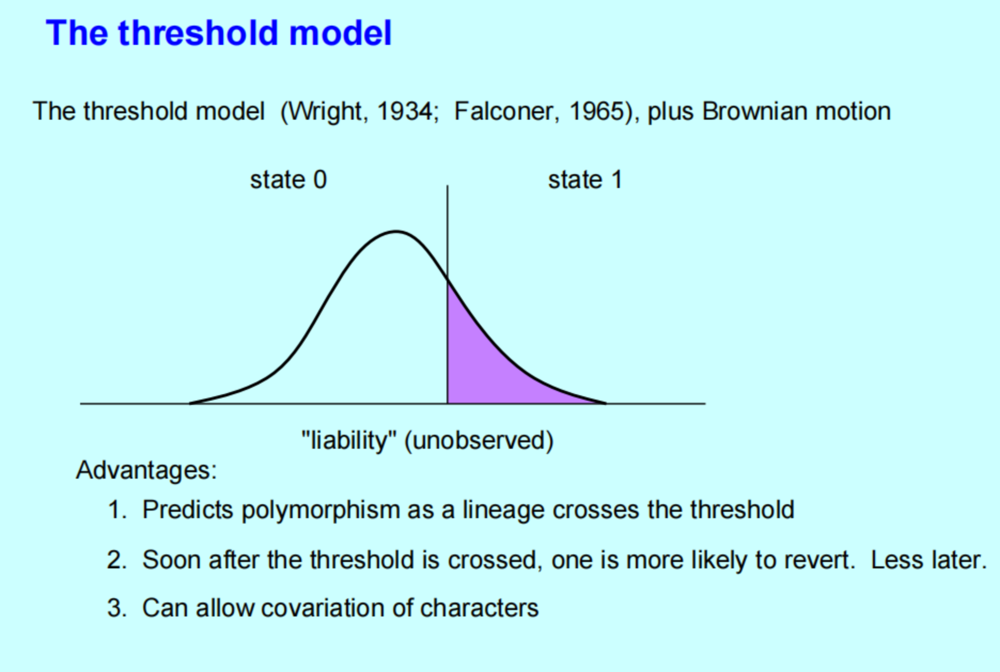 The threshold model
The threshold model (Wright, 1934; Falconer, 1965), plus Brownian motion
state 0 state 1
"liability" (unobserved)
Advantages:
1. Predicts polymorphism as a lineage crosses the threshold
2. Soon after the threshold is crossed, one is more likely to revert. Less later.
3. Can allow covariation of characters